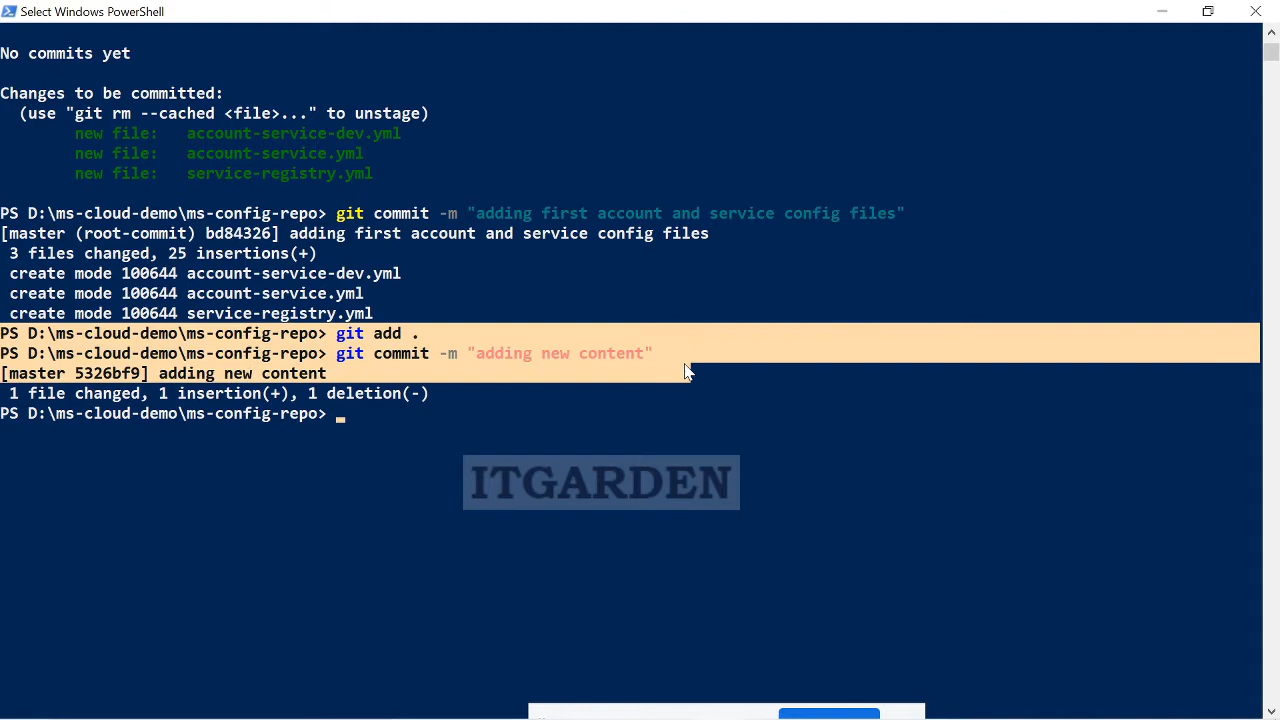 Select Windows PowerShell
No commits yet
Changes to be committed:
(use "git rm --cached <file>..." to unstage)
new file:   account-service-dev.yml
new file:   account-service.yml
new file:   service-registry.yml
PS D:\ms-cloud-demo\ms-config-repo> git commit -m "adding first account and service config files"
[master (root-commit) bd84326] adding first account and service config files
3 files changed, 25 insertions(+)
create mode 100644 account-service-dev.yml
create mode 100644 account-service.yml
create mode 100644 service-registry.yml
PS D:\ms-cloud-demo\ms-config-repo> git add .
PS D:\ms-cloud-demo\ms-config-repo> git commit -m "adding new content"
[master 5326bf9] adding new content
1 file changed, 1 insertion(+), 1 deletion(-)
PS D:\ms-cloud-demo\ms-config-repo>
ITGARDEN